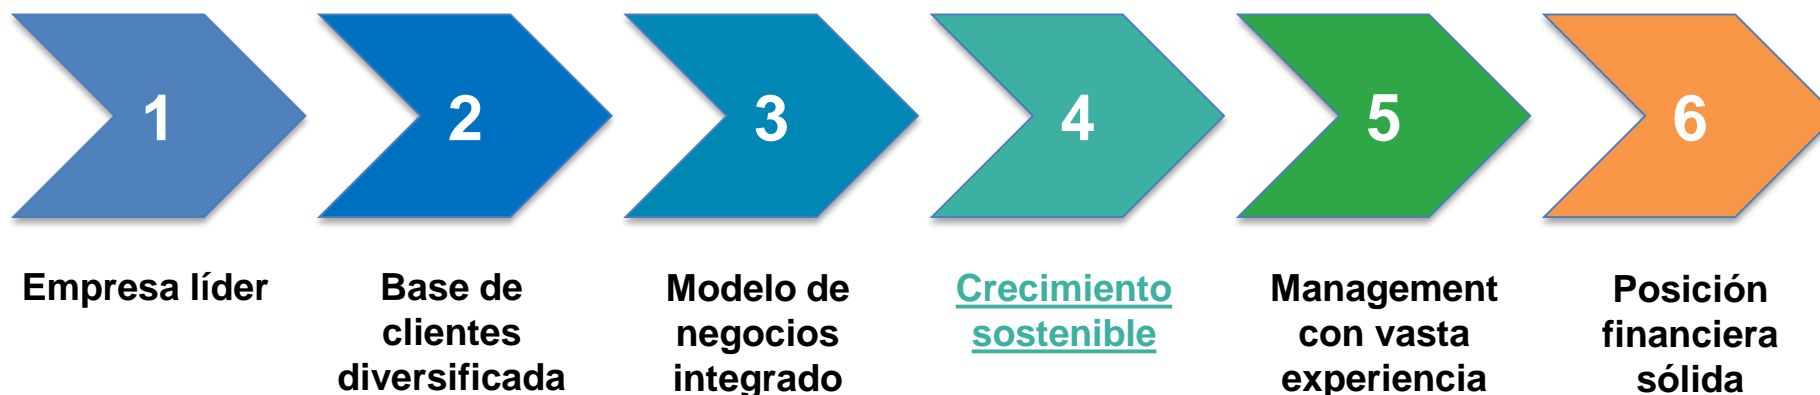 1
2
3
4
5
6
Empresa líder
Base de
clientes
diversificada
Modelo de
negocios
integrado
Crecimiento
sostenible
Management
con vasta
experiencia
Posición
financiera
sólida